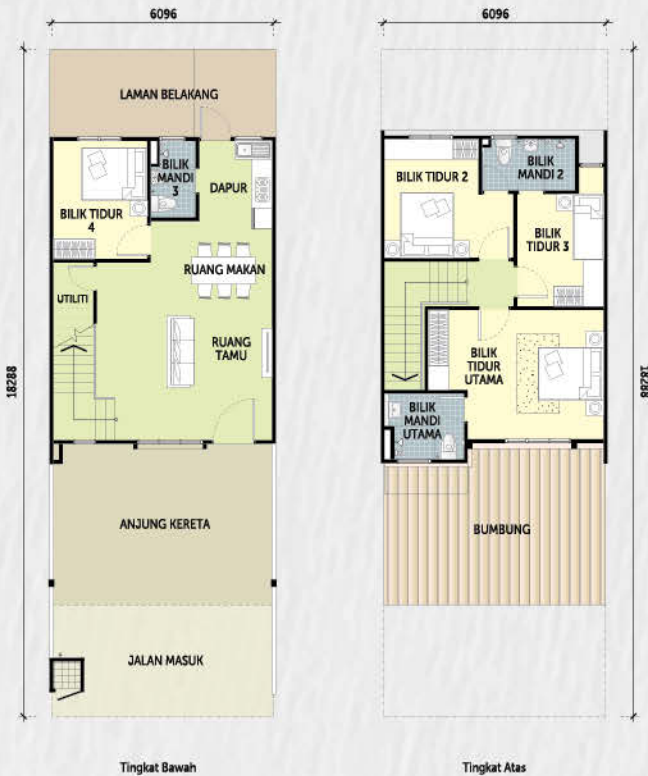 6096
18288
LAMAN BELAKANG
BILIK
MANDI
3
DAPUR
BILIK TIDUR
4
RUANG MAKAN
UTILITI
RUANG
TAMU
ANJUNG KERETA
JALAN MASUK
Tingkat Bawah
6096
18288
BILIK TIDUR 2
BILIK
MANDI 2
BILIK
TIDUR 3
BILIK
TIDUR
UTAMA
BILIK
MANDI
UTAMA
BUMBUNG
Tingkat Atas